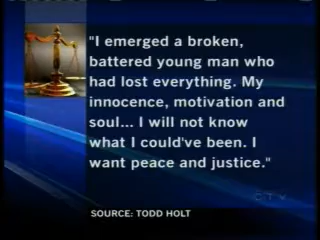 "I emerged a broken,
battered young man who
had lost everything. My
innocence, motivation and
soul... I will not know
what I could've been. I
want peace and justice."
CTV
SOURCE: TODD HOLT